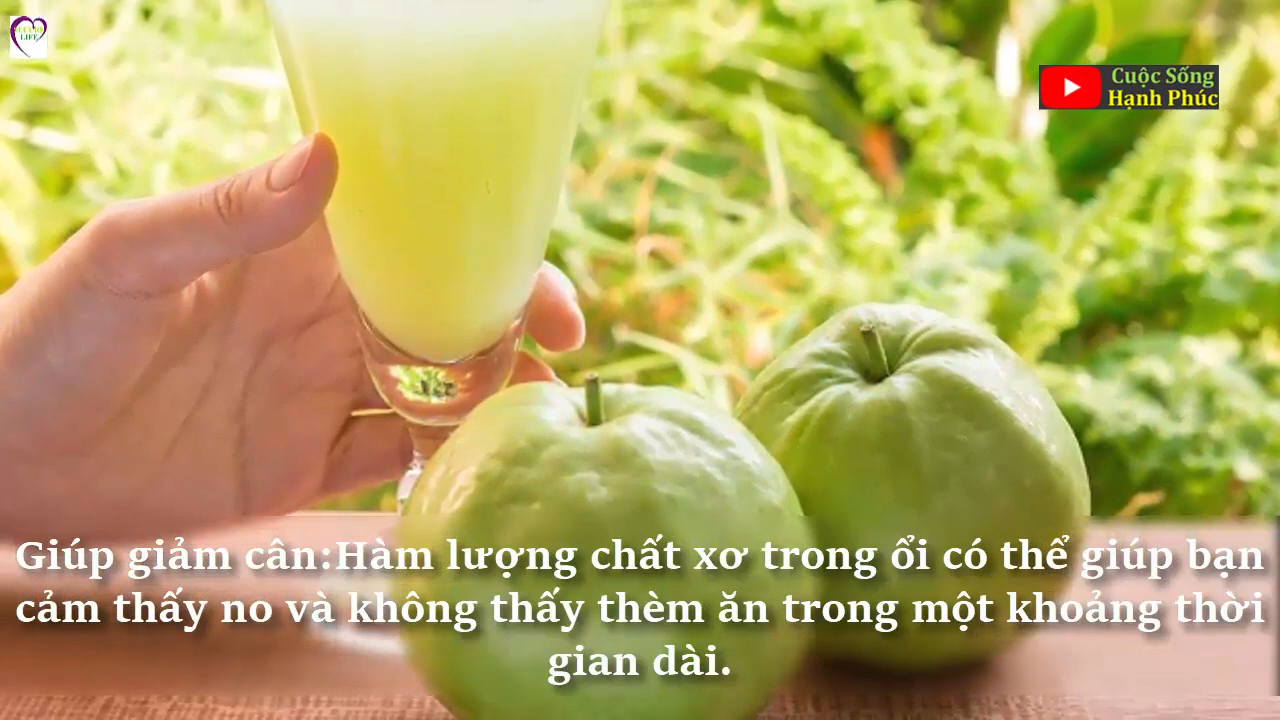 LIFE
Cuộc Sống
Hạnh Phúc
Giúp giảm cân:Hàm lượng chất xơ trong ổi có thể giúp bạn
cảm thấy no và không thấy thèm ăn trong một khoảng thời
gian dài.